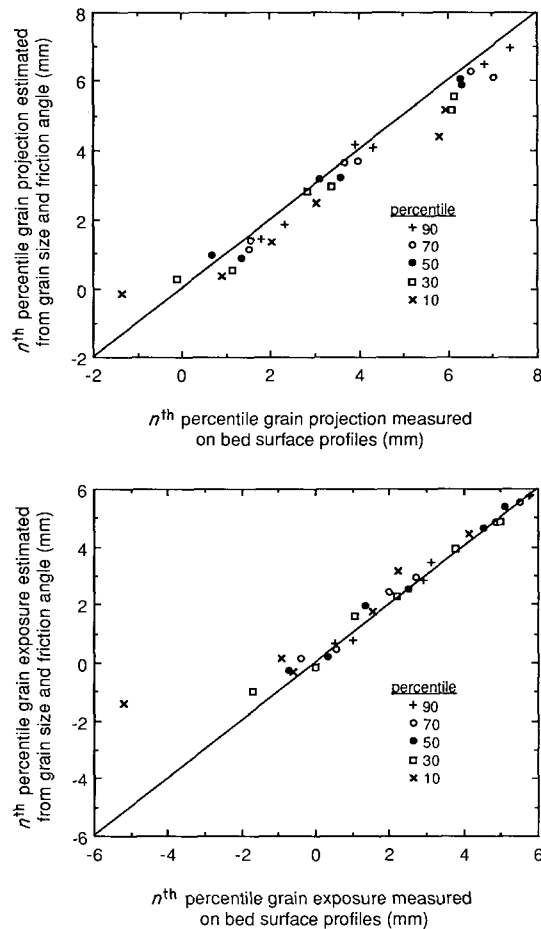 8
6
4
2
0
-2
nth percentile grain projection estimated
from grain size and friction angle (mm)
percentile
+ 90
○ 70
● 50
□ 30
× 10
-2 0 2 4 6 8
nth percentile grain projection measured
on bed surface profiles (mm)
6
4
2
0
-2
-4
-6
nth percentile grain exposure estimated
from grain size and friction angle (mm)
percentile
+ 90
○ 70
● 50
□ 30
× 10
-6 -4 -2 0 2 4 6
nth percentile grain exposure measured
on bed surface profiles (mm)